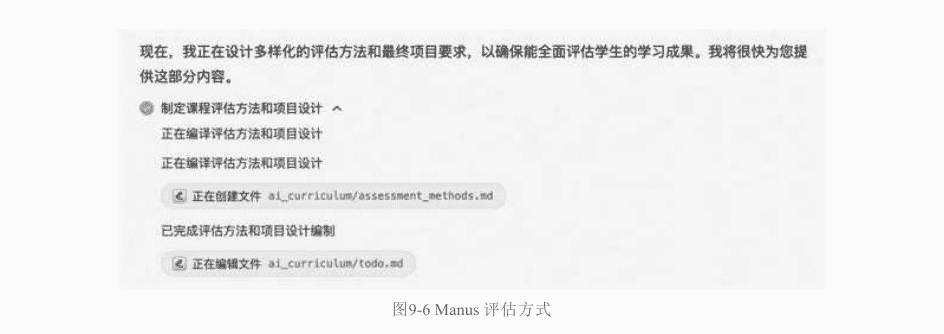 现在，我正在设计多样化的评估方法和最终项目要求，以确保能全面评估学生的学习成果。我将很快为您提
供这部分内容。
制定课程评估方法和项目设计
正在编译评估方法和项目设计
正在编译评估方法和项目设计
正在创建文件 ai_curriculum/assessment_methods.md
已完成评估方法和项目设计编制
正在编辑文件 ai_curriculum/todo.md
图9-6 Manus 评估方式